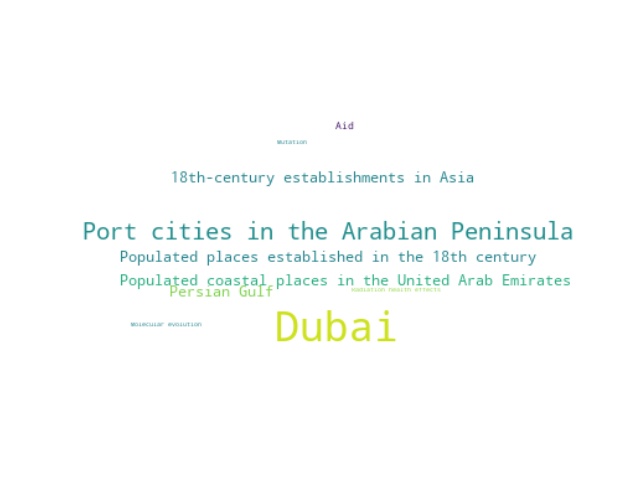 Aid
Mutation
18th-century establishments in Asia
Port cities in the Arabian Peninsula
Populated places established in the 18th century
Populated coastal places in the United Arab Emirates
Persian Gulf
health effects
Molecular evolution
Dubai